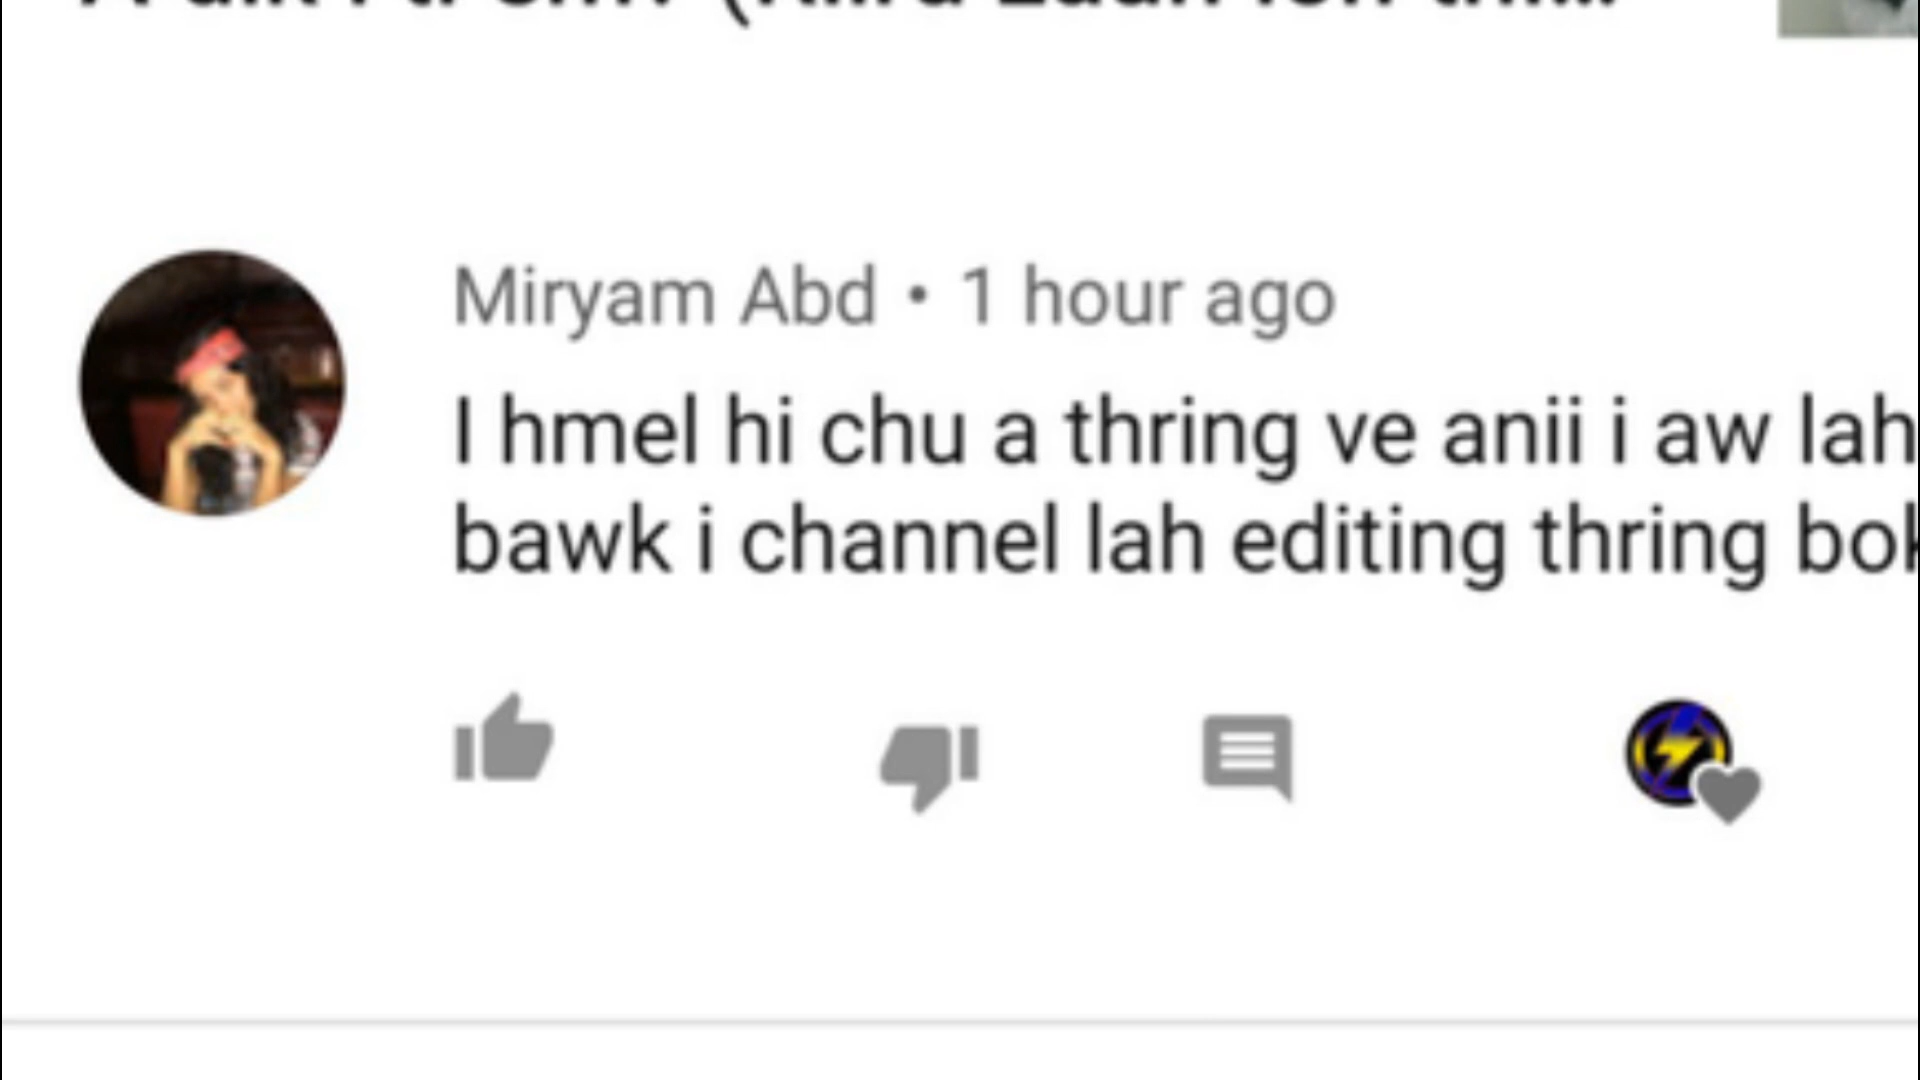 Miryam Abd • 1 hour ago
I hmel hi chu a thring ve anii i aw lah
bawk i channel lah editing thring bok